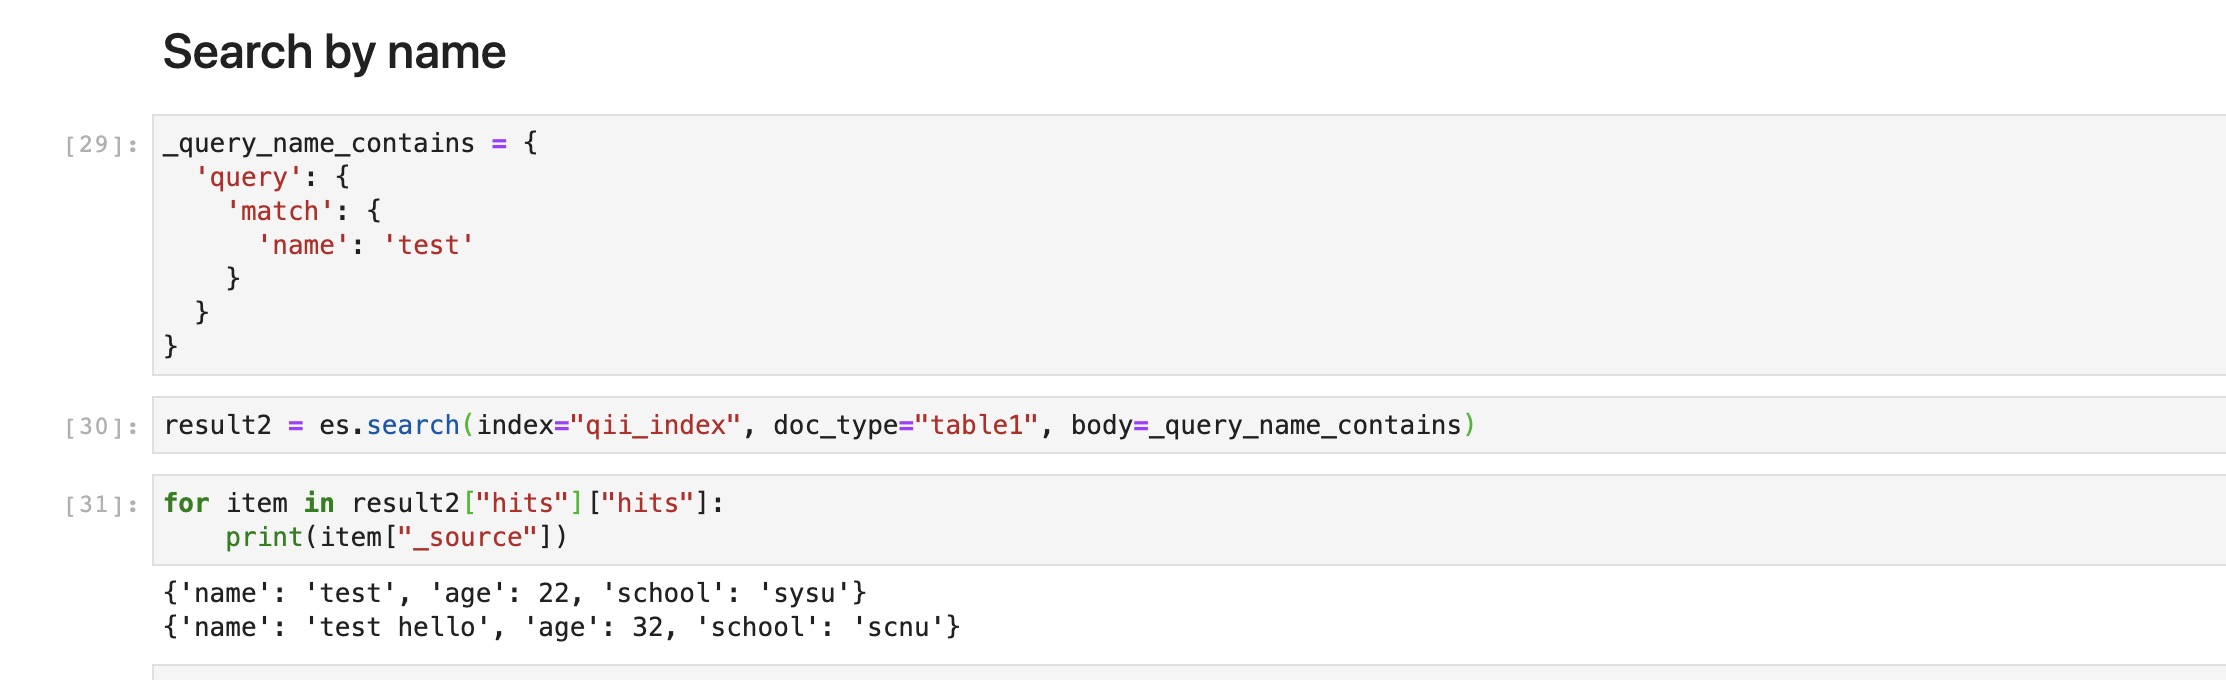 Search by name
[29]:
_query_name_contains = {
  'query': {
    'match': {
      'name': 'test'
    }
  }
}
[30]:
result2 = es.search(index="qii_index", doc_type="table1", body=_query_name_contains)
[31]:
for item in result2["hits"]["hits"]:
    print(item["_source"])
{'name': 'test', 'age': 22, 'school': 'sysu'}
{'name': 'test hello', 'age': 32, 'school': 'scnu'}